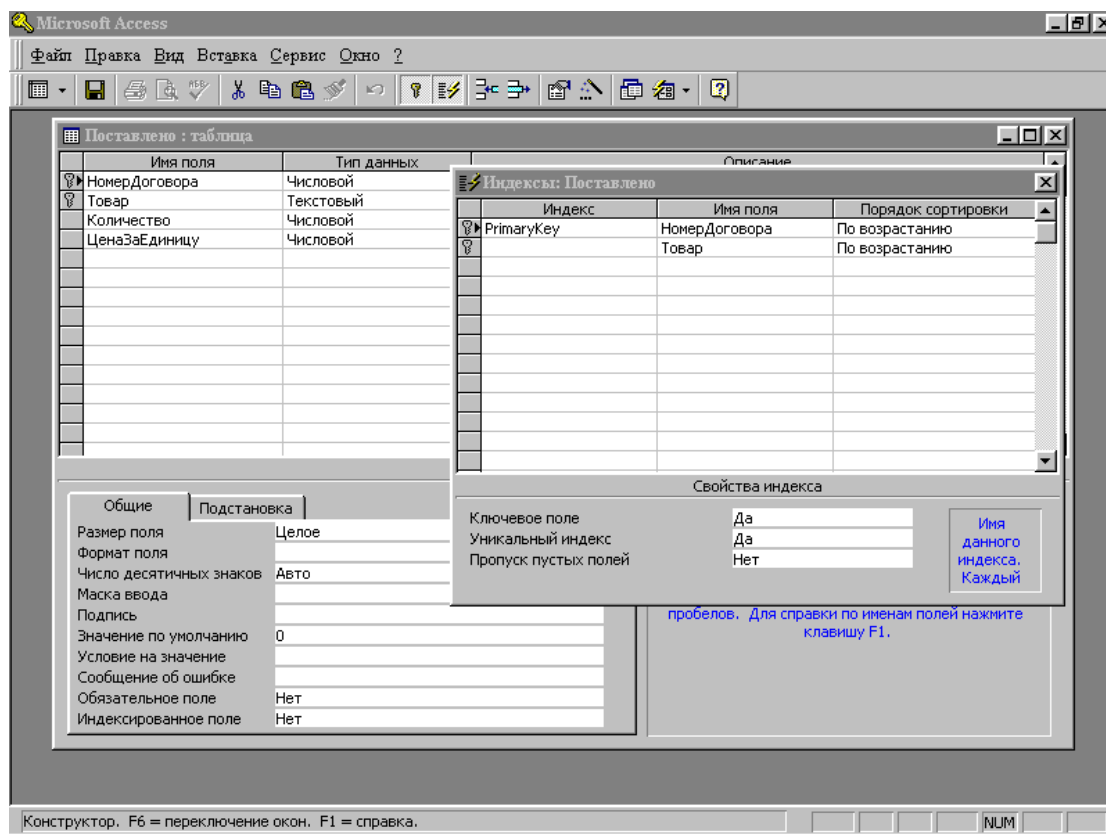 Microsoft Access
Файл Правка Вид Вставка Сервис Окно ?
Поставлено : таблица
Имя поля Тип данных Описание
НомерДоговора Числовой
Товар Текстовый
Количество Числовой
ЦенаЗаЕдиницу Числовой
Индексы: Поставлено
Индекс Имя поля Порядок сортировки
PrimaryKey НомерДоговора По возрастанию
Товар По возрастанию
Свойства индекса
Ключевое поле Да
Уникальный индекс Да
Пропуск пустых полей Нет
Имя
данного
индекса.
Каждый
Общие Подстановка
Размер поля Целое
Формат поля
Число десятичных знаков Авто
Маска ввода
Подпись
Значение по умолчанию 0
Условие на значение
Сообщение об ошибке
Обязательное поле Нет
Индексированное поле Нет
пробелов. Для справки по именам полей нажмите
клавишу F1.
Конструктор. F6 = переключение окон. F1 = справка.
NUM